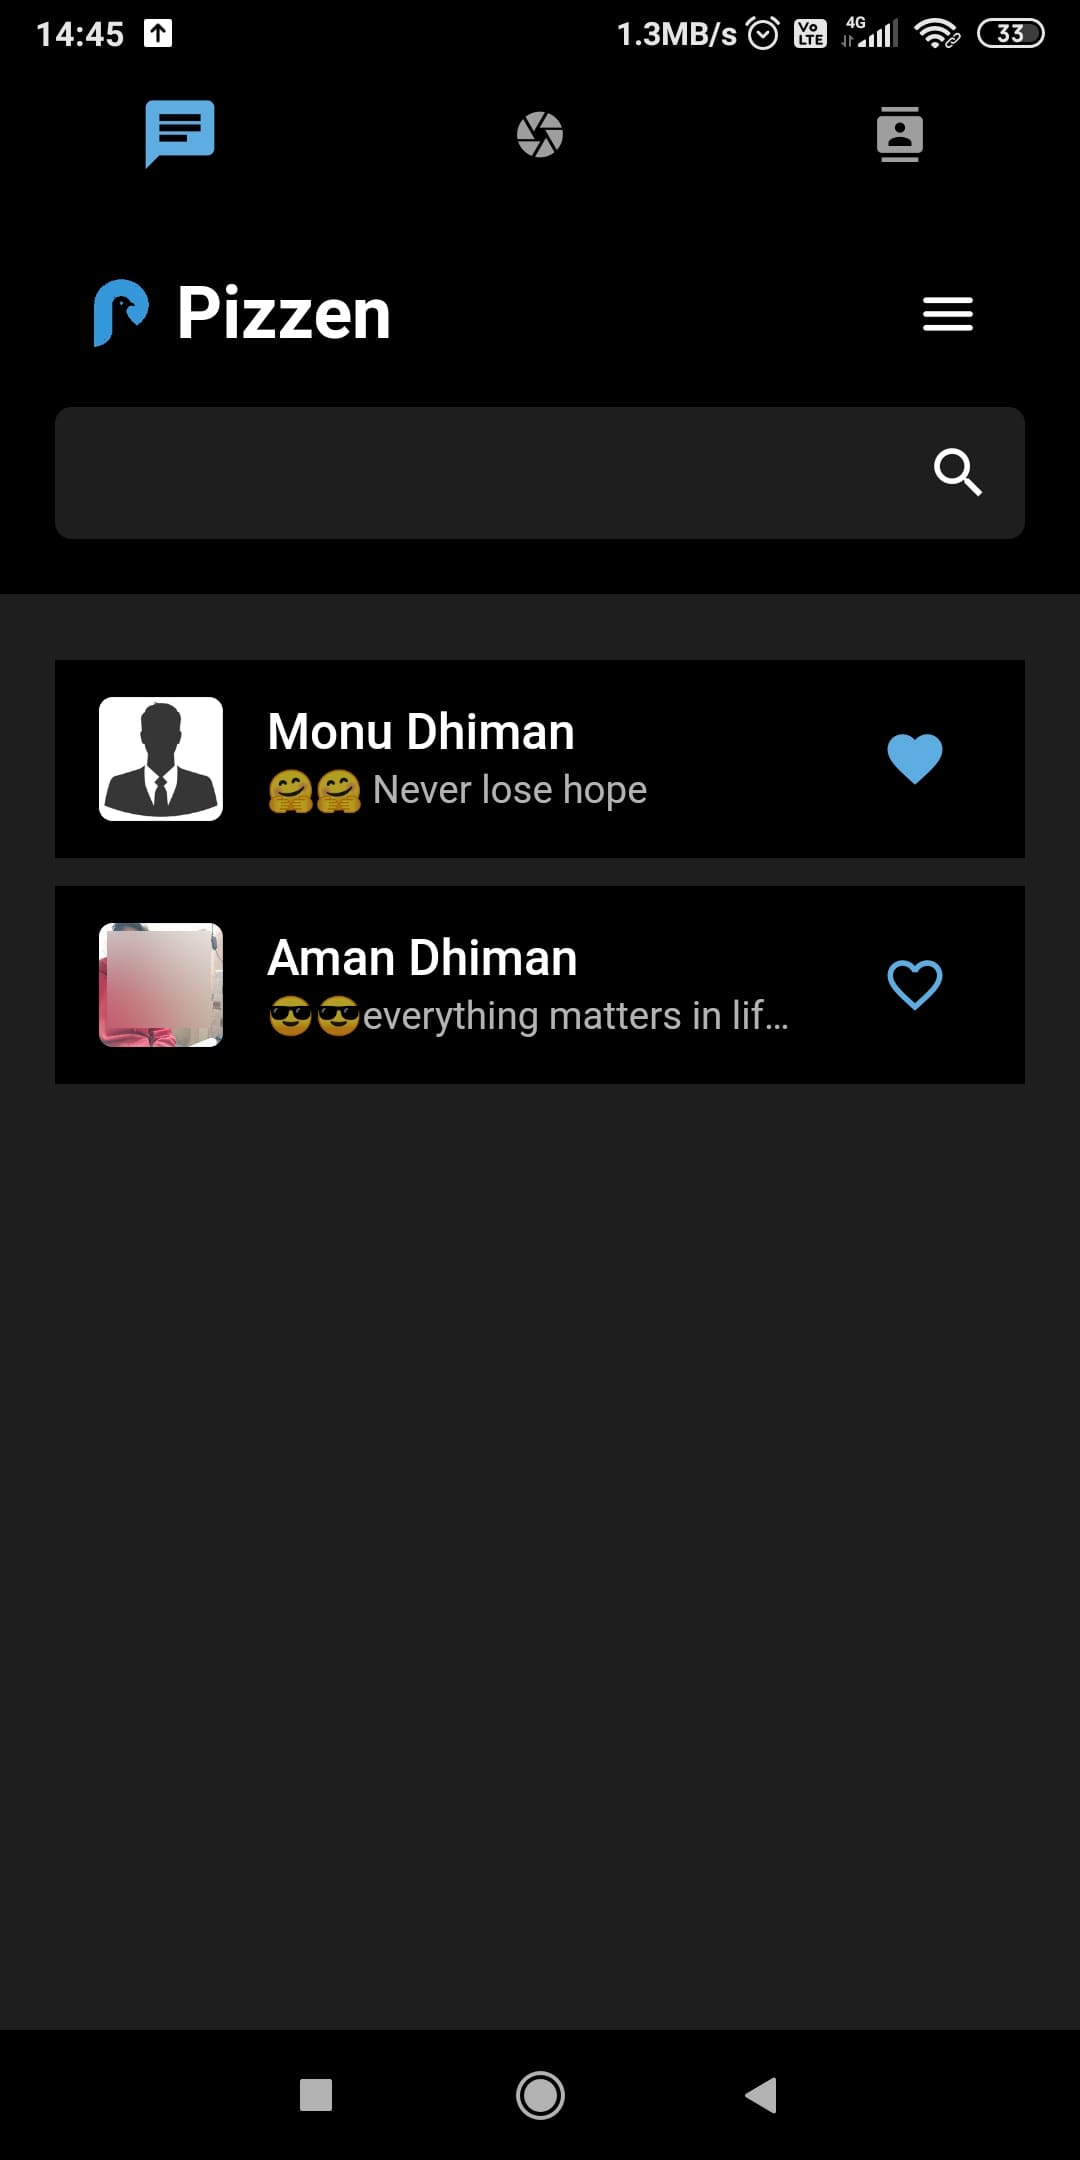 14:45 1.3MB/s Vo LTE 4G 33
Pizzen
Monu Dhiman
🤗🤗 Never lose hope
Aman Dhiman
😎😎everything matters in lif...